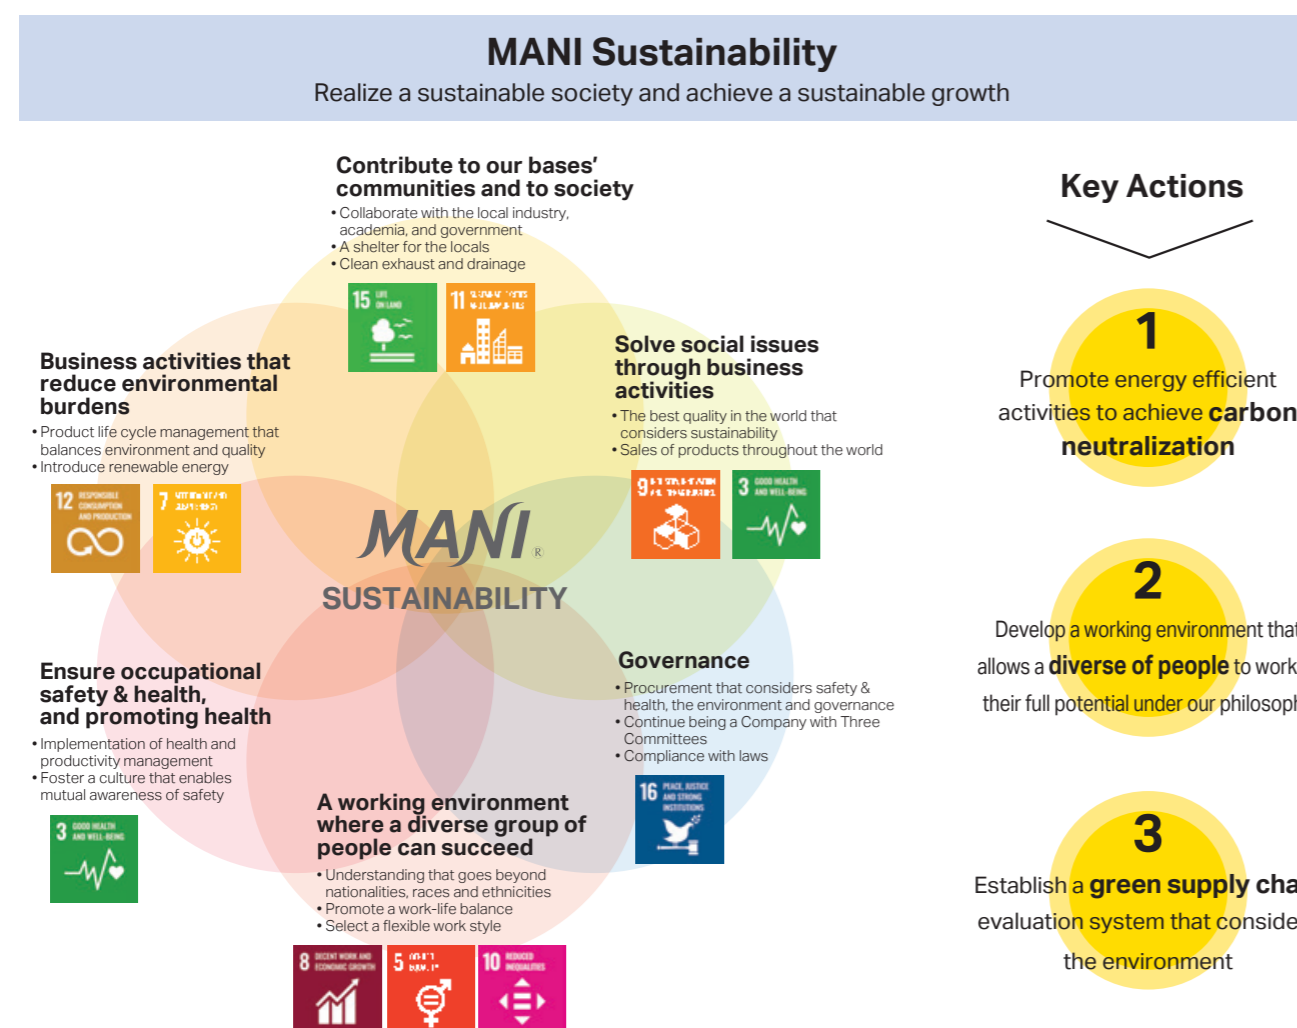 MANI Sustainability
Realize a sustainable society and achieve a sustainable growth
Contribute to our bases’
communities and to society
• Collaborate with the local industry,
academia, and government
• A shelter for the locals
• Clean exhaust and drainage
15 LIFE
ON LAND
11
Business activities that
reduce environmental
burdens
• Product life cycle management that
balances environment and quality
• Introduce renewable energy
12 RESPONSIBLE
CONSUMPTION
AND PRODUCTION
7
Solve social issues
through business
activities
• The best quality in the world that
considers sustainability
• Sales of products throughout the world
9
3 GOOD HEALTH
AND WELL-BEING
MANI ®
SUSTAINABILITY
Ensure occupational
safety & health,
and promoting health
• Implementation of health and
productivity management
• Foster a culture that enables
mutual awareness of safety
3 GOOD HEALTH
AND WELL-BEING
Governance
• Procurement that considers safety &
health, the environment and governance
• Continue being a Company with Three
Committees
• Compliance with laws
16 PEACE, JUSTICE
AND STRONG
INSTITUTIONS
A working environment
where a diverse group of
people can succeed
• Understanding that goes beyond
nationalities, races and ethnicities
• Promote a work-life balance
• Select a flexible work style
8 DECENT WORK AND
ECONOMIC GROWTH
5
10 REDUCED
INEQUALITIES
Key Actions
1
Promote energy efficient
activities to achieve carbon
neutralization
2
Develop a working environment that
allows a diverse of people to work
their full potential under our philosoph
3
Establish a green supply cha
evaluation system that conside
the environment